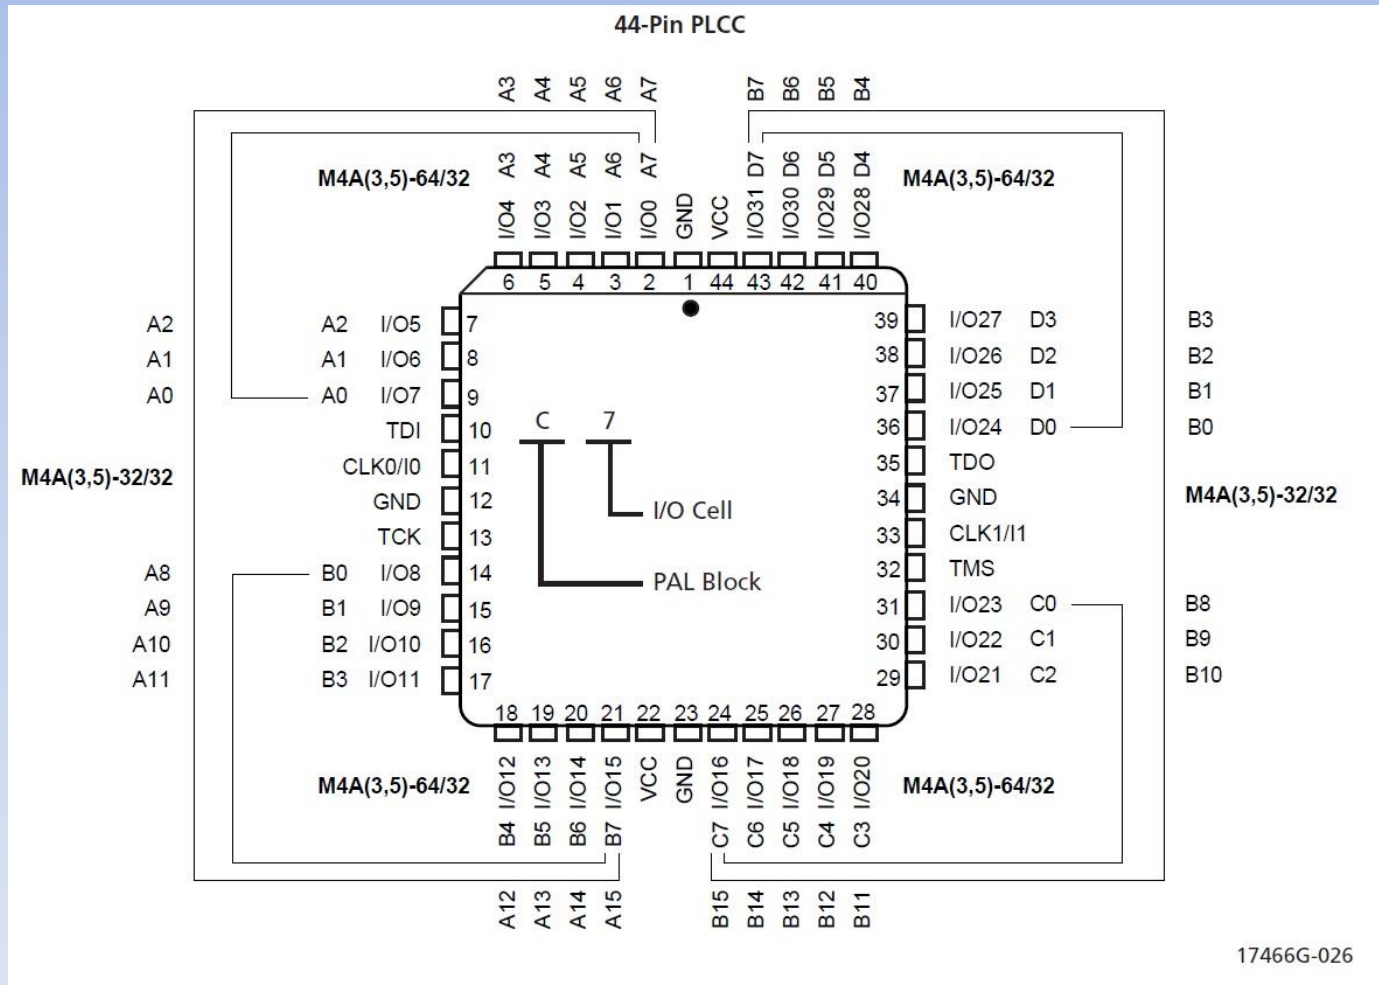 44-Pin PLCC
A3 A4 A5 A6 A7 B7 B6 B5 B4
M4A(3,5)-64/32 A3 A4 A5 A6 A7 D7 D6 D5 D4 M4A(3,5)-64/32
I/O4 I/O3 I/O2 I/O1 I/O0 GND VCC I/O31 I/O30 I/O29 I/O28
6 5 4 3 2 1 44 43 42 41 40
A2 A2 I/O5 7 39 I/O27 D3 B3
A1 A1 I/O6 8 38 I/O26 D2 B2
A0 A0 I/O7 9 37 I/O25 D1 B1
TDI 10 C 7 36 I/O24 D0 B0
CLK0/I0 11 35 TDO
M4A(3,5)-32/32 M4A(3,5)-32/32
GND 12 I/O Cell 34 GND
TCK 13 33 CLK1/I1
A8 B0 I/O8 14 PAL Block 32 TMS
A9 B1 I/O9 15 31 I/O23 C0 B8
A10 B2 I/O10 16 30 I/O22 C1 B9
A11 B3 I/O11 17 29 I/O21 C2 B10
18 19 20 21 22 23 24 25 26 27 28
M4A(3,5)-64/32 I/O12 I/O13 I/O14 I/O15 VCC GND I/O16 I/O17 I/O18 I/O19 I/O20 M4A(3,5)-64/32
B4 B5 B6 B7 C7 C6 C5 C4 C3
A12 A13 A14 A15 B15 B14 B13 B12 B11
17466G-026